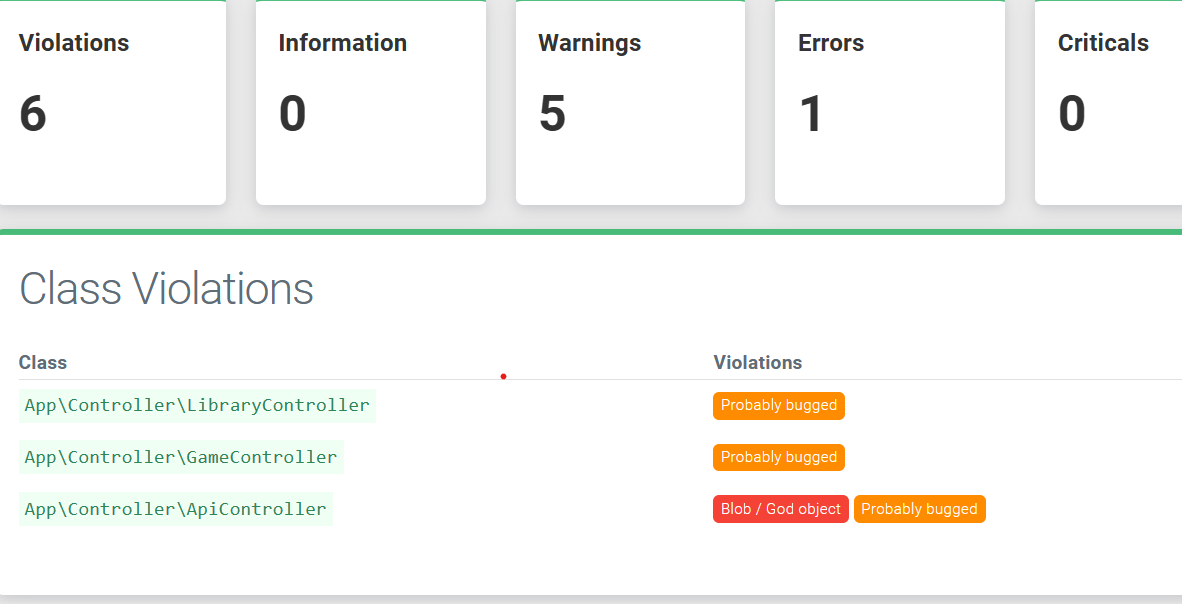 Violations Information Warnings Errors Criticals
6 0 5 1 0
Class Violations
Class Violations
App\Controller\LibraryController Probably bugged
App\Controller\GameController Probably bugged
App\Controller\ApiController Blob / God object Probably bugged